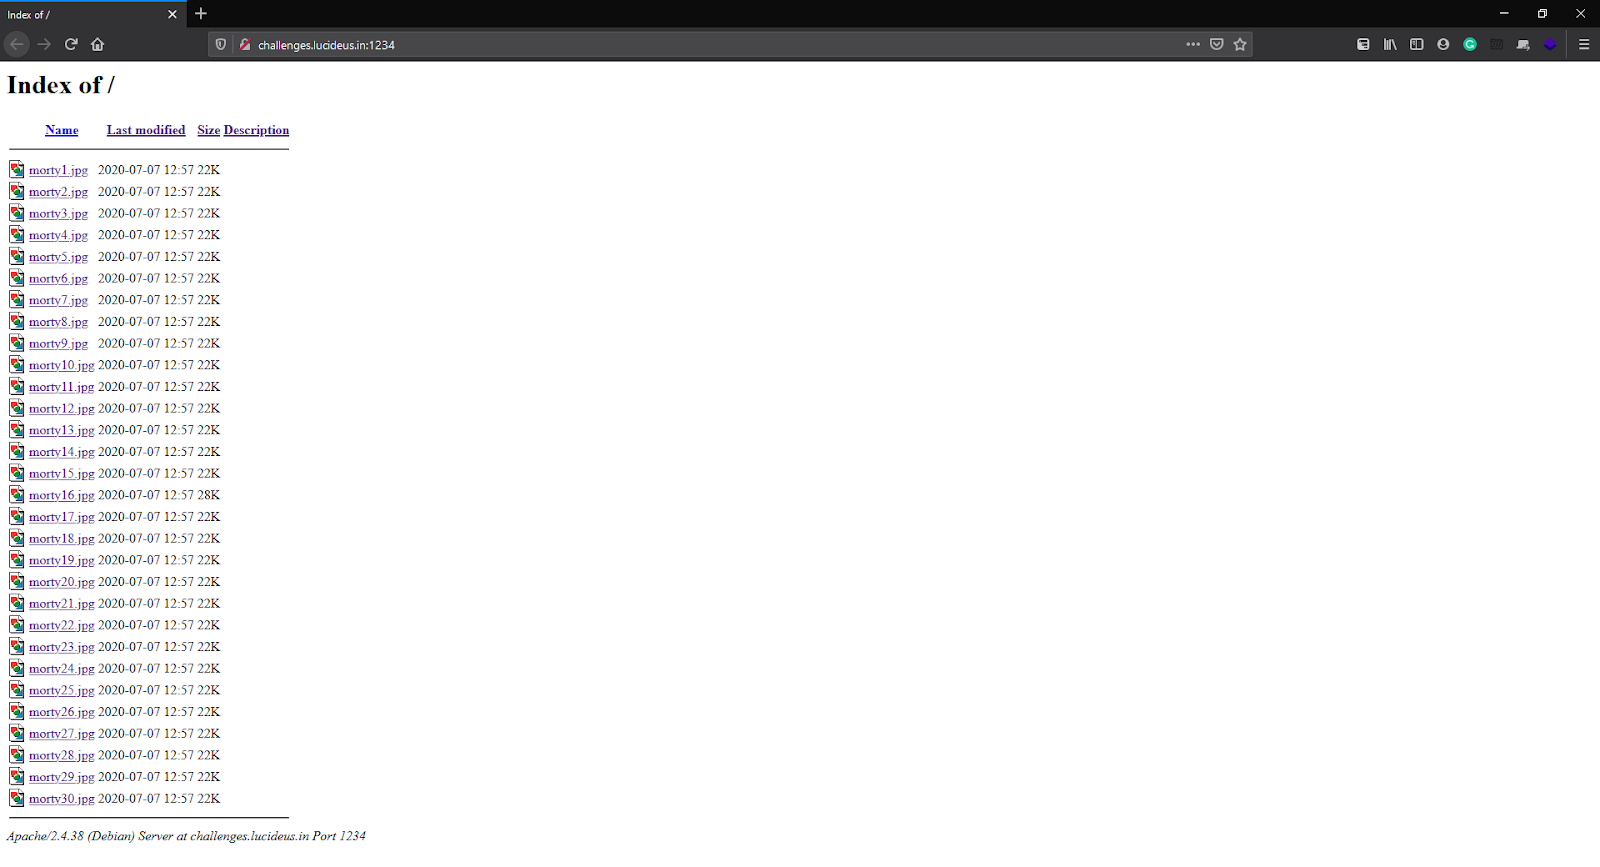 Index of /
challenges.lucideus.in:1234
Index of /
Name Last modified Size Description
morty1.jpg 2020-07-07 12:57 22K
morty2.jpg 2020-07-07 12:57 22K
morty3.jpg 2020-07-07 12:57 22K
morty4.jpg 2020-07-07 12:57 22K
morty5.jpg 2020-07-07 12:57 22K
morty6.jpg 2020-07-07 12:57 22K
morty7.jpg 2020-07-07 12:57 22K
morty8.jpg 2020-07-07 12:57 22K
morty9.jpg 2020-07-07 12:57 22K
morty10.jpg 2020-07-07 12:57 22K
morty11.jpg 2020-07-07 12:57 22K
morty12.jpg 2020-07-07 12:57 22K
morty13.jpg 2020-07-07 12:57 22K
morty14.jpg 2020-07-07 12:57 22K
morty15.jpg 2020-07-07 12:57 22K
morty16.jpg 2020-07-07 12:57 28K
morty17.jpg 2020-07-07 12:57 22K
morty18.jpg 2020-07-07 12:57 22K
morty19.jpg 2020-07-07 12:57 22K
morty20.jpg 2020-07-07 12:57 22K
morty21.jpg 2020-07-07 12:57 22K
morty22.jpg 2020-07-07 12:57 22K
morty23.jpg 2020-07-07 12:57 22K
morty24.jpg 2020-07-07 12:57 22K
morty25.jpg 2020-07-07 12:57 22K
morty26.jpg 2020-07-07 12:57 22K
morty27.jpg 2020-07-07 12:57 22K
morty28.jpg 2020-07-07 12:57 22K
morty29.jpg 2020-07-07 12:57 22K
morty30.jpg 2020-07-07 12:57 22K
Apache/2.4.38 (Debian) Server at challenges.lucideus.in Port 1234